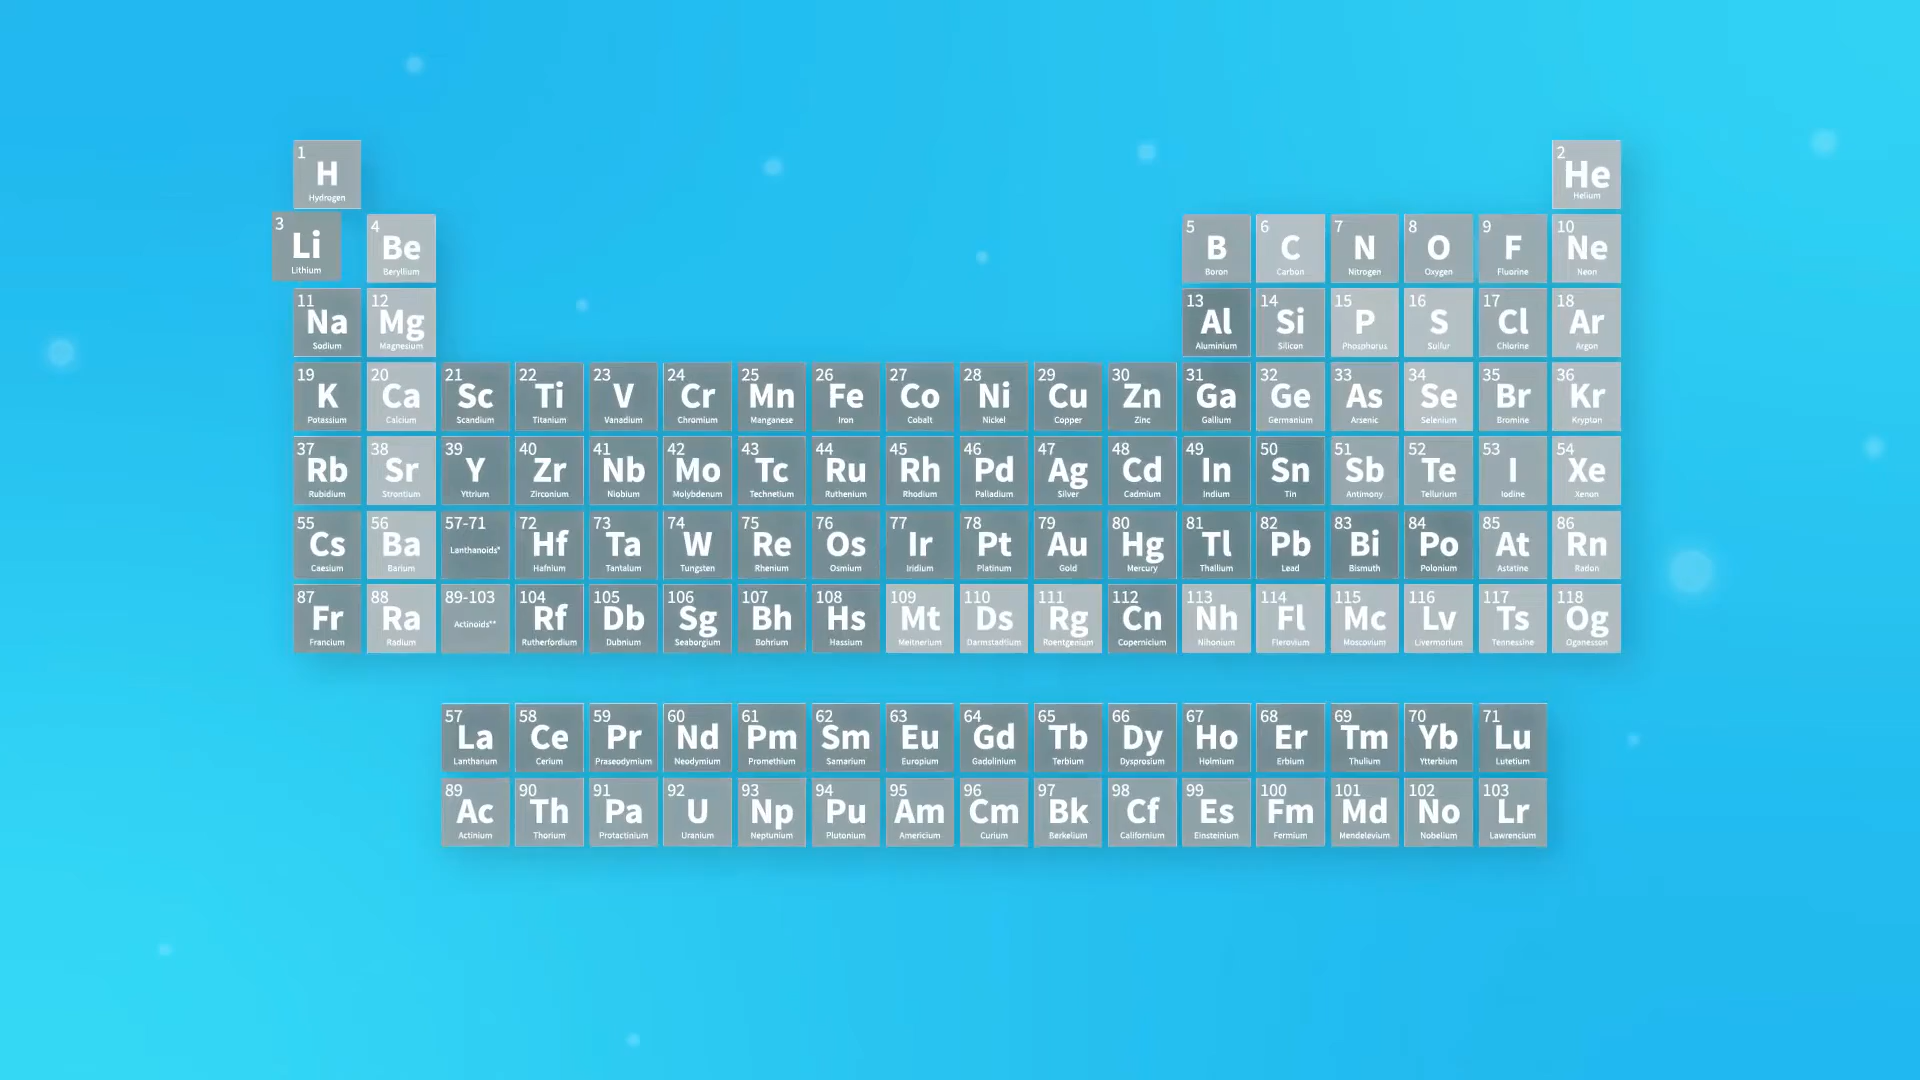 1 2
H He
Hydrogen Helium
3 4 5 6 7 8 9 10
Li Be B C N O F Ne
Lithium Beryllium Boron Carbon Nitrogen Oxygen Fluorine Neon
11 12 13 14 15 16 17 18
Na Mg Al Si P S Cl Ar
Sodium Magnesium Aluminium Silicon Phosphorus Sulfur Chlorine Argon
19 20 21 22 23 24 25 26 27 28 29 30 31 32 33 34 35 36
K Ca Sc Ti V Cr Mn Fe Co Ni Cu Zn Ga Ge As Se Br Kr
Potassium Calcium Scandium Titanium Vanadium Chromium Manganese Iron Cobalt Nickel Copper Zinc Gallium Germanium Arsenic Selenium Bromine Krypton
37 38 39 40 41 42 43 44 45 46 47 48 49 50 51 52 53 54
Rb Sr Y Zr Nb Mo Tc Ru Rh Pd Ag Cd In Sn Sb Te I Xe
Rubidium Strontium Yttrium Zirconium Niobium Molybdenum Technetium Ruthenium Rhodium Palladium Silver Cadmium Indium Tin Antimony Tellurium Iodine Xenon
55 56 57-71 72 73 74 75 76 77 78 79 80 81 82 83 84 85 86
Cs Ba Lanthanoids* Hf Ta W Re Os Ir Pt Au Hg Tl Pb Bi Po At Rn
Caesium Barium Hafnium Tantalum Tungsten Rhenium Osmium Iridium Platinum Gold Mercury Thallium Lead Bismuth Polonium Astatine Radon
87 88 89-103 104 105 106 107 108 109 110 111 112 113 114 115 116 117 118
Fr Ra Actinoids** Rf Db Sg Bh Hs Mt Ds Rg Cn Nh Fl Mc Lv Ts Og
Francium Radium Rutherfordium Dubnium Seaborgium Bohrium Hassium Meitnerium Darmstadtium Roentgenium Copernicium Nihonium Flerovium Moscovium Livermorium Tennessine Oganesson
57 58 59 60 61 62 63 64 65 66 67 68 69 70 71
La Ce Pr Nd Pm Sm Eu Gd Tb Dy Ho Er Tm Yb Lu
Lanthanum Cerium Praseodymium Neodymium Promethium Samarium Europium Gadolinium Terbium Dysprosium Holmium Erbium Thulium Ytterbium Lutetium
89 90 91 92 93 94 95 96 97 98 99 100 101 102 103
Ac Th Pa U Np Pu Am Cm Bk Cf Es Fm Md No Lr
Actinium Thorium Protactinium Uranium Neptunium Plutonium Americium Curium Berkelium Californium Einsteinium Fermium Mendelevium Nobelium Lawrencium